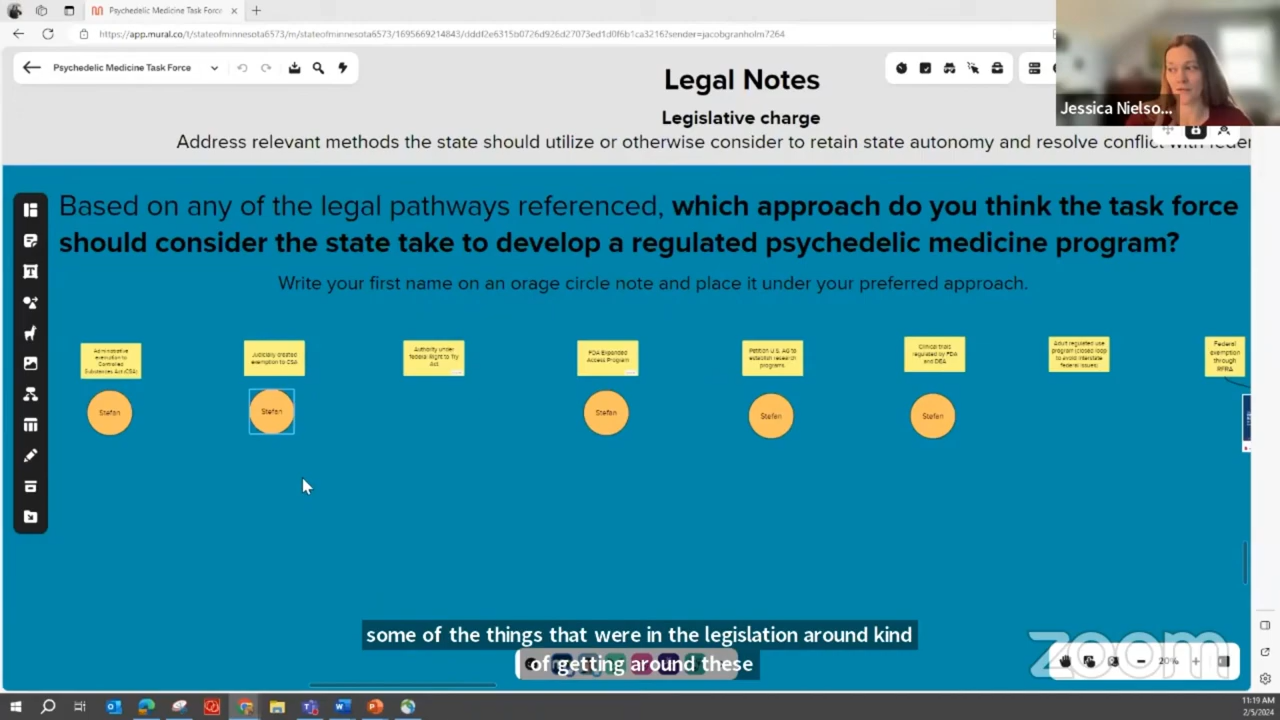 Psychedelic Medicine Task Force
https://app.mural.co/t/stateofminnesota6573/m/stateofminnesota6573/1695669214843/dddf2e6315b0726d926d27073ed1d0f6b1ca3216?sender=jacobgranholm7264
Psychedelic Medicine Task Force
Legal Notes
Jessica Nielso...
Legislative charge
Address relevant methods the state should utilize or otherwise consider to retain state autonomy and resolve conflict with feder
Based on any of the legal pathways referenced, which approach do you think the task force
should consider the state take to develop a regulated psychedelic medicine program?
Write your first name on an orage circle note and place it under your preferred approach.
Administrative
exemption to
Controlled
Substances Act (CSA)
Judicially created
exemption to CSA
Authority under
federal Right to Try
Act
FDA Expanded
Access Program
Petition U.S. AG to
establish research
programs
Clinical trials
regulated by FDA
and DEA
Adult regulated use
program (closed loop
to avoid interstate
federal issues)
Federal
exemption
through
RFRA
Stefan
Stefan
Stefan
Stefan
Stefan
some of the things that were in the legislation around kind
of getting around these
zoom
20%
11:19 AM
2/5/2024